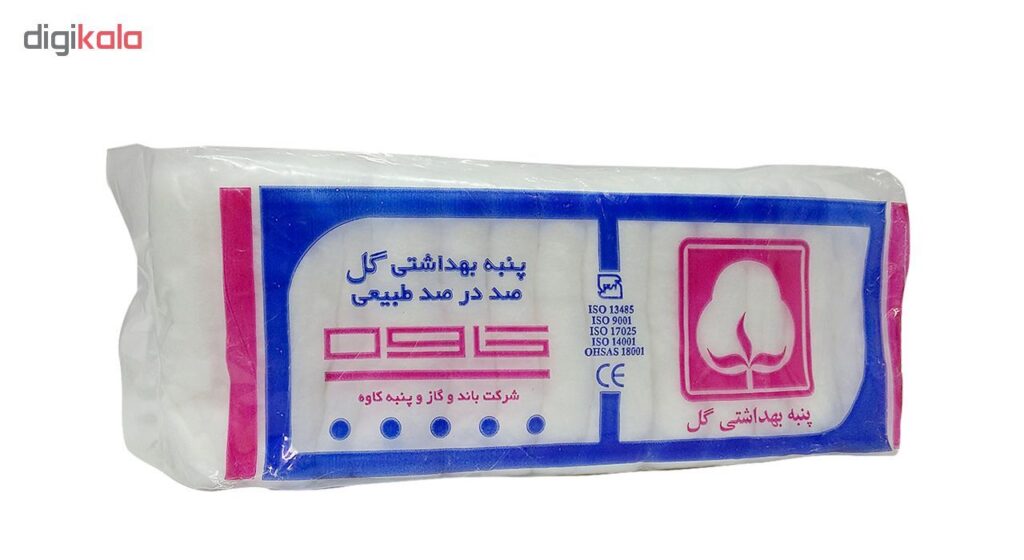 digikala
پنبه بهداشتی گل
صد در صد طبیعی
کاوه
شرکت باند و گاز و پنبه کاوه
ISO 13485
ISO 9001
ISO 17025
ISO 14001
OHSAS 18001
CE
پنبه بهداشتی گل